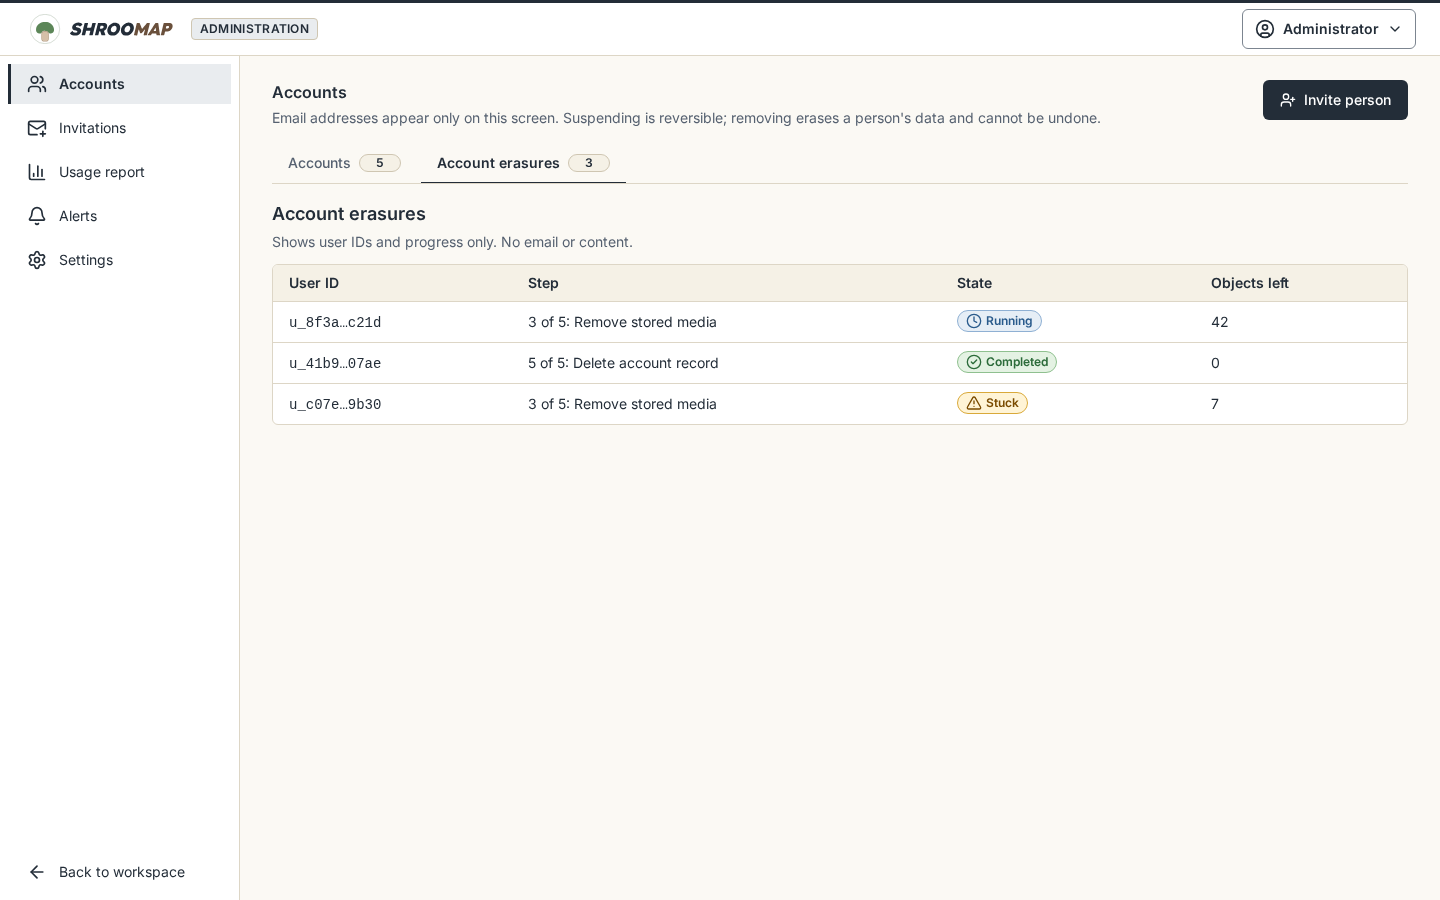 SHROOMAP ADMINISTRATION Administrator
Accounts
Invitations
Usage report
Alerts
Settings
Back to workspace
Accounts
Email addresses appear only on this screen. Suspending is reversible; removing erases a person's data and cannot be undone.
Invite person
Accounts 5 Account erasures 3
Account erasures
Shows user IDs and progress only. No email or content.
User ID Step State Objects left
u_8f3a…c21d 3 of 5: Remove stored media Running 42
u_41b9…07ae 5 of 5: Delete account record Completed 0
u_c07e…9b30 3 of 5: Remove stored media Stuck 7